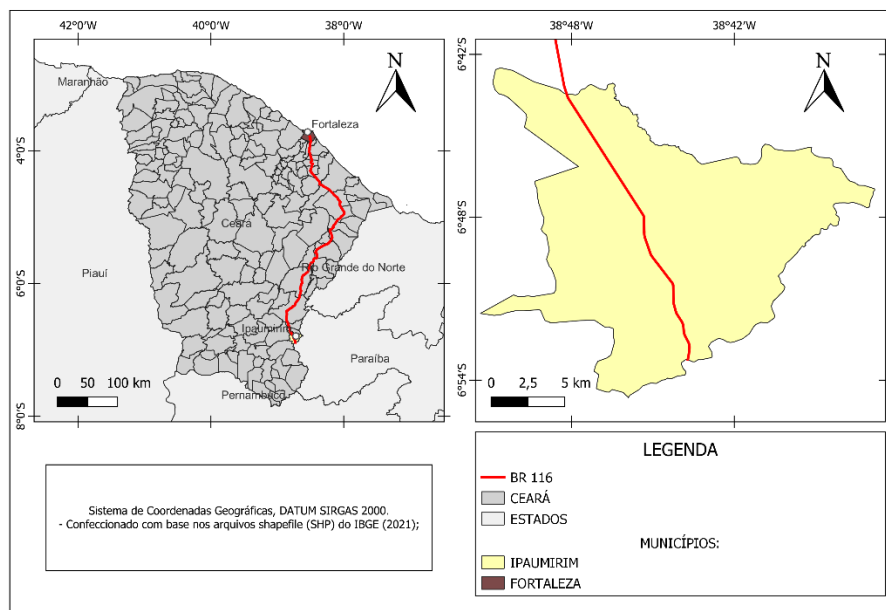 42°0'W 40°0'W 38°0'W
4°0'S
6°0'S
8°0'S
Maranhão
N
Fortaleza
Ceará
Piauí
Rio Grande do Norte
Ipaumirim
Paraíba
Pernambuco
0 50 100 km
38°48'W 38°42'W
6°42'S
6°48'S
6°54'S
N
0 2,5 5 km
Sistema de Coordenadas Geográficas, DATUM SIRGAS 2000.
- Confeccionado com base nos arquivos shapefile (SHP) do IBGE (2021);
LEGENDA
BR 116
CEARÁ
ESTADOS
MUNICÍPIOS:
IPAUMIRIM
FORTALEZA